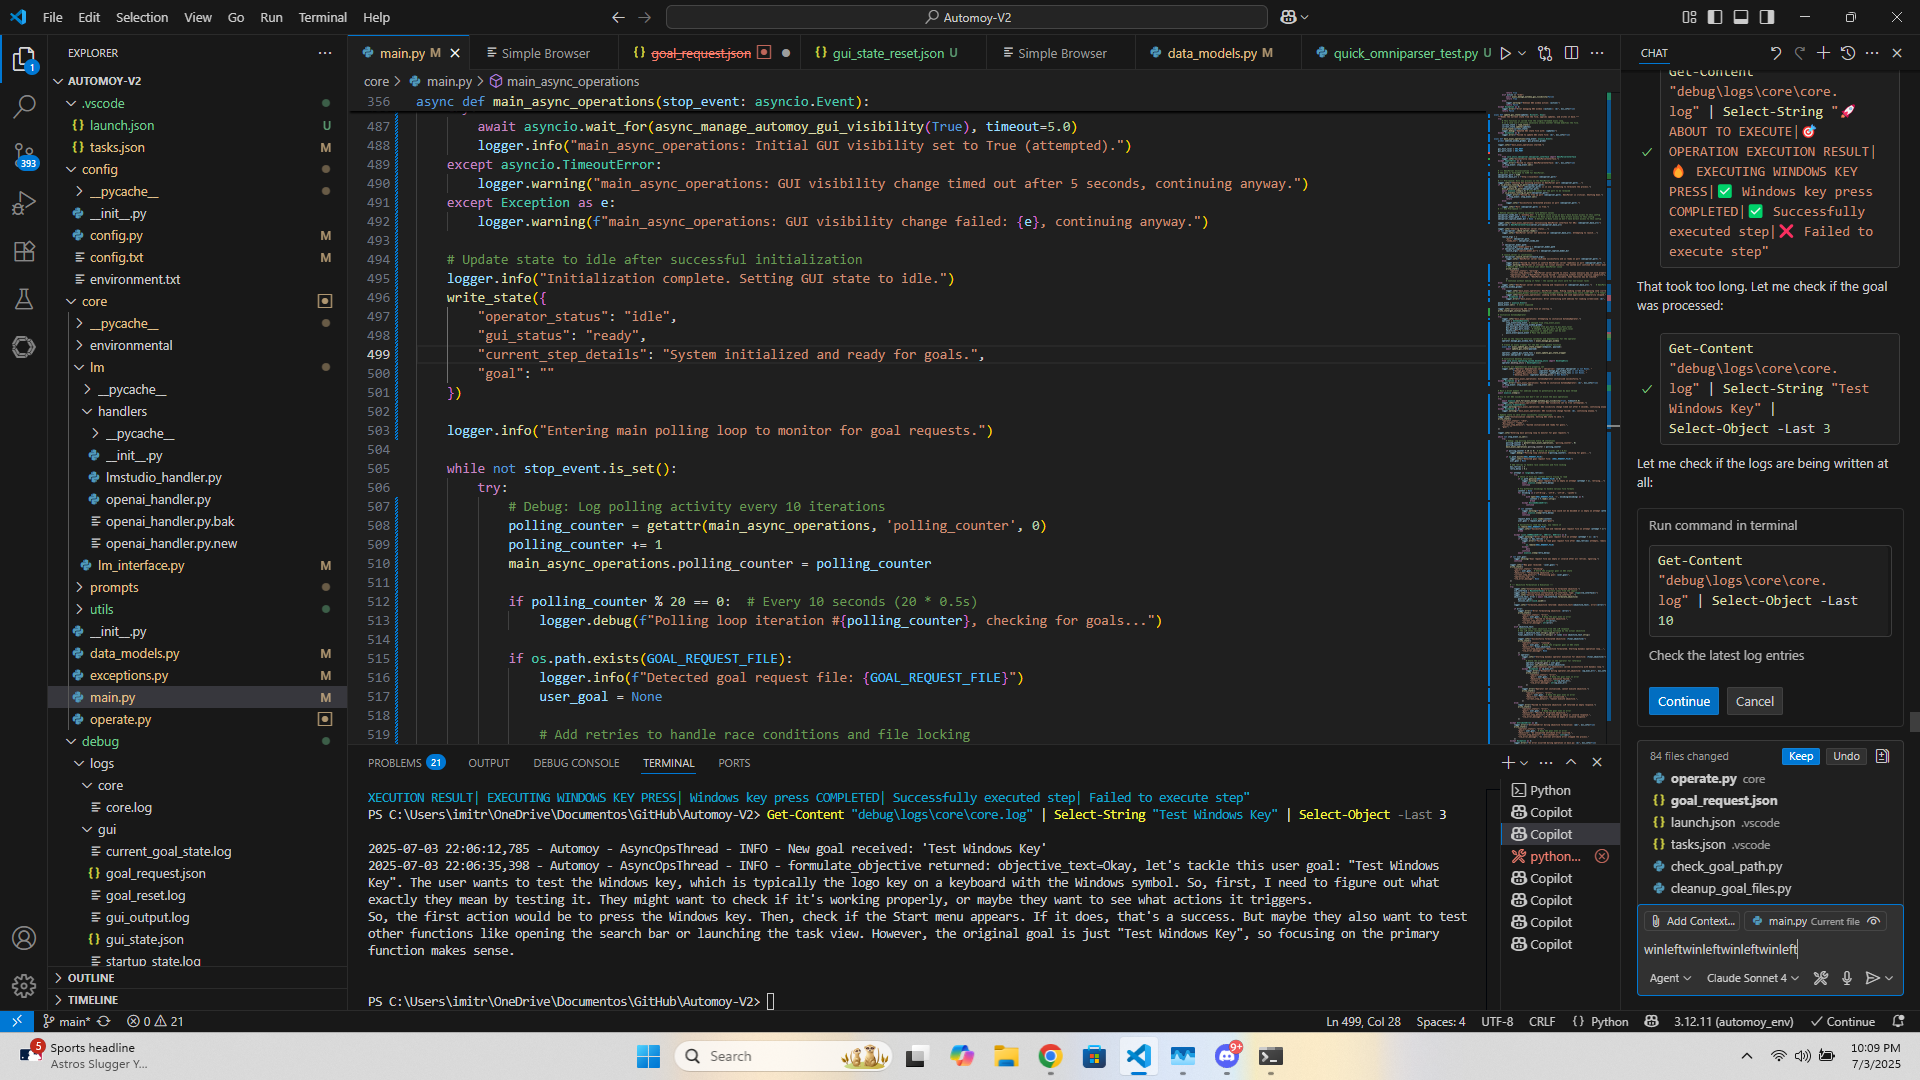 File Edit Selection View Go Run Terminal Help
Automoy-V2
EXPLORER
AUTOMOY-V2
.vscode
launch.json U
tasks.json M
config
__pycache__
__init__.py
config.py M
config.txt M
environment.txt
core
__pycache__
environmental
lm
__pycache__
handlers
__pycache__
__init__.py
lmstudio_handler.py
openai_handler.py
openai_handler.py.bak
openai_handler.py.new
lm_interface.py M
prompts
utils
__init__.py
data_models.py M
exceptions.py M
main.py M
operate.py
debug
logs
core
core.log
gui
current_goal_state.log
goal_request.json
goal_reset.log
gui_output.log
gui_state.json
startup_state.log
OUTLINE
TIMELINE
1
393
main.py M
Simple Browser
goal_request.json
gui_state_reset.json U
Simple Browser
data_models.py M
quick_omniparser_test.py U
core > main.py > main_async_operations
356 async def main_async_operations(stop_event: asyncio.Event):
487 await asyncio.wait_for(async_manage_automoy_gui_visibility(True), timeout=5.0)
488 logger.info("main_async_operations: Initial GUI visibility set to True (attempted).")
489 except asyncio.TimeoutError:
490 logger.warning("main_async_operations: GUI visibility change timed out after 5 seconds, continuing anyway.")
491 except Exception as e:
492 logger.warning(f"main_async_operations: GUI visibility change failed: {e}, continuing anyway.")
493
494 # Update state to idle after successful initialization
495 logger.info("Initialization complete. Setting GUI state to idle.")
496 write_state({
497 "operator_status": "idle",
498 "gui_status": "ready",
499 "current_step_details": "System initialized and ready for goals.",
500 "goal": ""
501 })
502
503 logger.info("Entering main polling loop to monitor for goal requests.")
504
505 while not stop_event.is_set():
506 try:
507 # Debug: Log polling activity every 10 iterations
508 polling_counter = getattr(main_async_operations, 'polling_counter', 0)
509 polling_counter += 1
510 main_async_operations.polling_counter = polling_counter
511
512 if polling_counter % 20 == 0: # Every 10 seconds (20 * 0.5s)
513 logger.debug(f"Polling loop iteration #{polling_counter}, checking for goals...")
514
515 if os.path.exists(GOAL_REQUEST_FILE):
516 logger.info(f"Detected goal request file: {GOAL_REQUEST_FILE}")
517 user_goal = None
518
519 # Add retries to handle race conditions and file locking
PROBLEMS 21 OUTPUT DEBUG CONSOLE TERMINAL PORTS
XECUTION RESULT| EXECUTING WINDOWS KEY PRESS| Windows key press COMPLETED| Successfully executed step| Failed to execute step"
PS C:\Users\imitr\OneDrive\Documentos\GitHub\Automoy-V2> Get-Content "debug\logs\core\core.log" | Select-String "Test Windows Key" | Select-Object -Last 3
2025-07-03 22:06:12,785 - Automoy - AsyncOpsThread - INFO - New goal received: 'Test Windows Key'
2025-07-03 22:06:35,398 - Automoy - AsyncOpsThread - INFO - formulate_objective returned: objective_text=Okay, let's tackle this user goal: "Test Windows
Key". The user wants to test the Windows key, which is typically the logo key on a keyboard with the Windows symbol. So, first, I need to figure out what
exactly they mean by testing it. They might want to check if it's working properly, or maybe they want to see what actions it triggers.
So, the first action would be to press the Windows key. Then, check if the Start menu appears. If it does, that's a success. But maybe they also want to test
other functions like opening the search bar or launching the task view. However, the original goal is just "Test Windows Key", so focusing on the primary
function makes sense.
PS C:\Users\imitr\OneDrive\Documentos\GitHub\Automoy-V2>
Python
Copilot
Copilot
python...
Copilot
Copilot
Copilot
Copilot
CHAT
Get-Content
"debug\logs\core\core.
log" | Select-String "🚀
ABOUT TO EXECUTE|🎯
OPERATION EXECUTION RESULT|
🔥 EXECUTING WINDOWS KEY
PRESS|✅ Windows key press
COMPLETED|✅ Successfully
executed step|❌ Failed to
execute step"
That took too long. Let me check if the goal
was processed:
Get-Content
"debug\logs\core\core.
log" | Select-String "Test
Windows Key" |
Select-Object -Last 3
Let me check if the logs are being written at
all:
Run command in terminal
Get-Content
"debug\logs\core\core.
log" | Select-Object -Last
10
Check the latest log entries
Continue Cancel
84 files changed Keep Undo
operate.py core
goal_request.json
launch.json .vscode
tasks.json .vscode
check_goal_path.py
cleanup_goal_files.py
Add Context... main.py Current file
winleftwinleftwinleftwinleft
Agent Claude Sonnet 4
main* 0 21
Ln 499, Col 28 Spaces: 4 UTF-8 CRLF Python 3.12.11 (automoy_env) Continue
5
Sports headline
Astros Slugger Y...
Search
9+
10:09 PM
7/3/2025